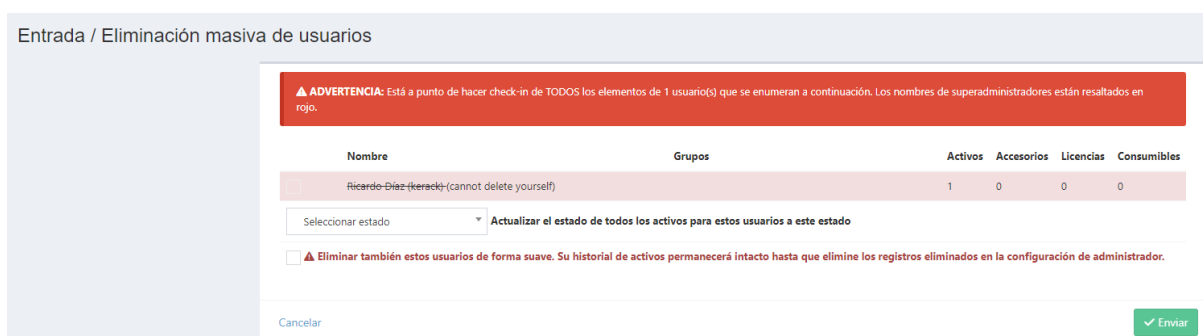 Entrada / Eliminación masiva de usuarios
ADVERTENCIA: Está a punto de hacer check-in de TODOS los elementos de 1 usuario(s) que se enumeran a continuación. Los nombres de superadministradores están resaltados en
rojo.
Nombre Grupos Activos Accesorios Licencias Consumibles
Ricardo Díaz (kerack) (cannot delete yourself) 1 0 0 0
Seleccionar estado Actualizar el estado de todos los activos para estos usuarios a este estado
Eliminar también estos usuarios de forma suave. Su historial de activos permanecerá intacto hasta que elimine los registros eliminados en la configuración de administrador.
Cancelar Enviar